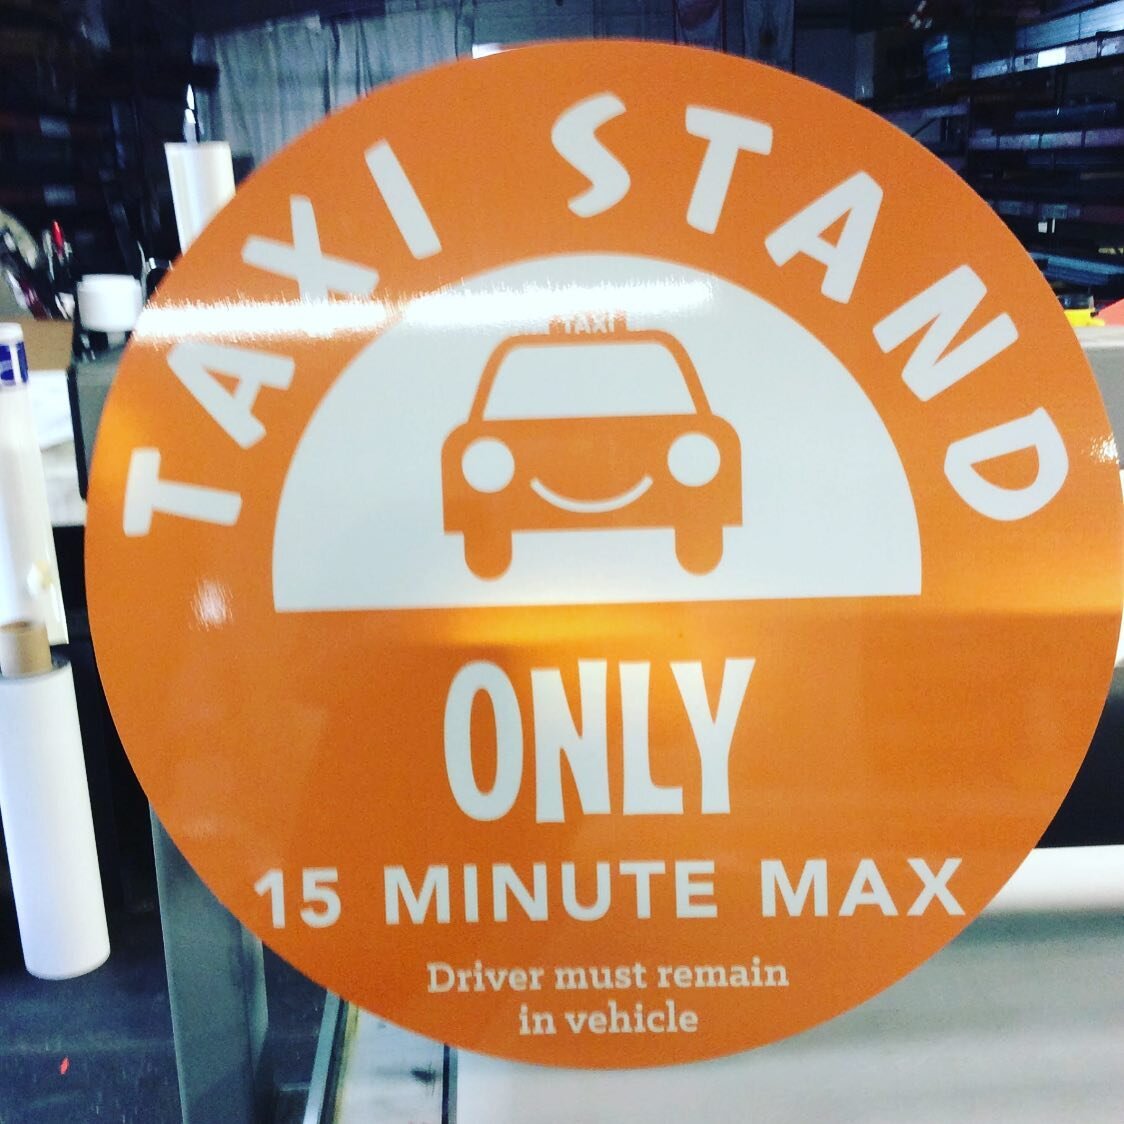 TAXI STAND
TAXI
ONLY
15 MINUTE MAX
Driver must remain
in vehicle